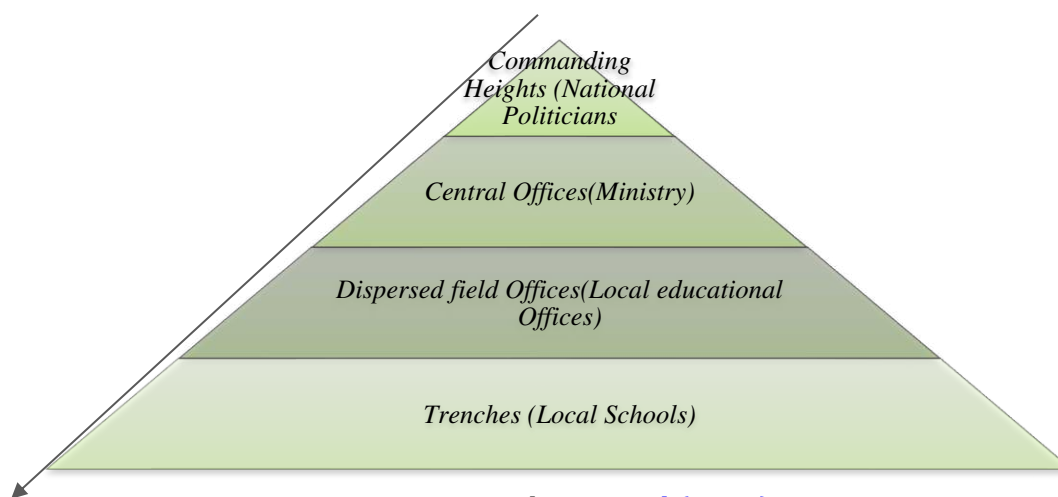 Commanding
Heights (National
Politicians
Central Offices(Ministry)
Dispersed field Offices(Local educational
Offices)
Trenches (Local Schools)